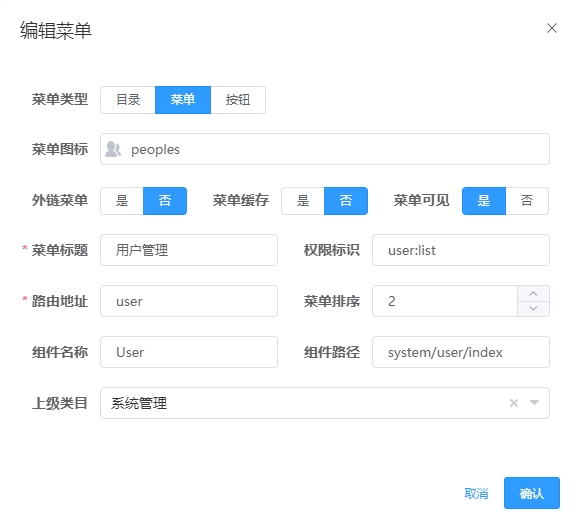 编辑菜单
菜单类型 目录 菜单 按钮
菜单图标 peoples
外链菜单 是 否 菜单缓存 是 否 菜单可见 是 否
* 菜单标题 用户管理 权限标识 user:list
* 路由地址 user 菜单排序 2
组件名称 User 组件路径 system/user/index
上级类目 系统管理
取消 确认